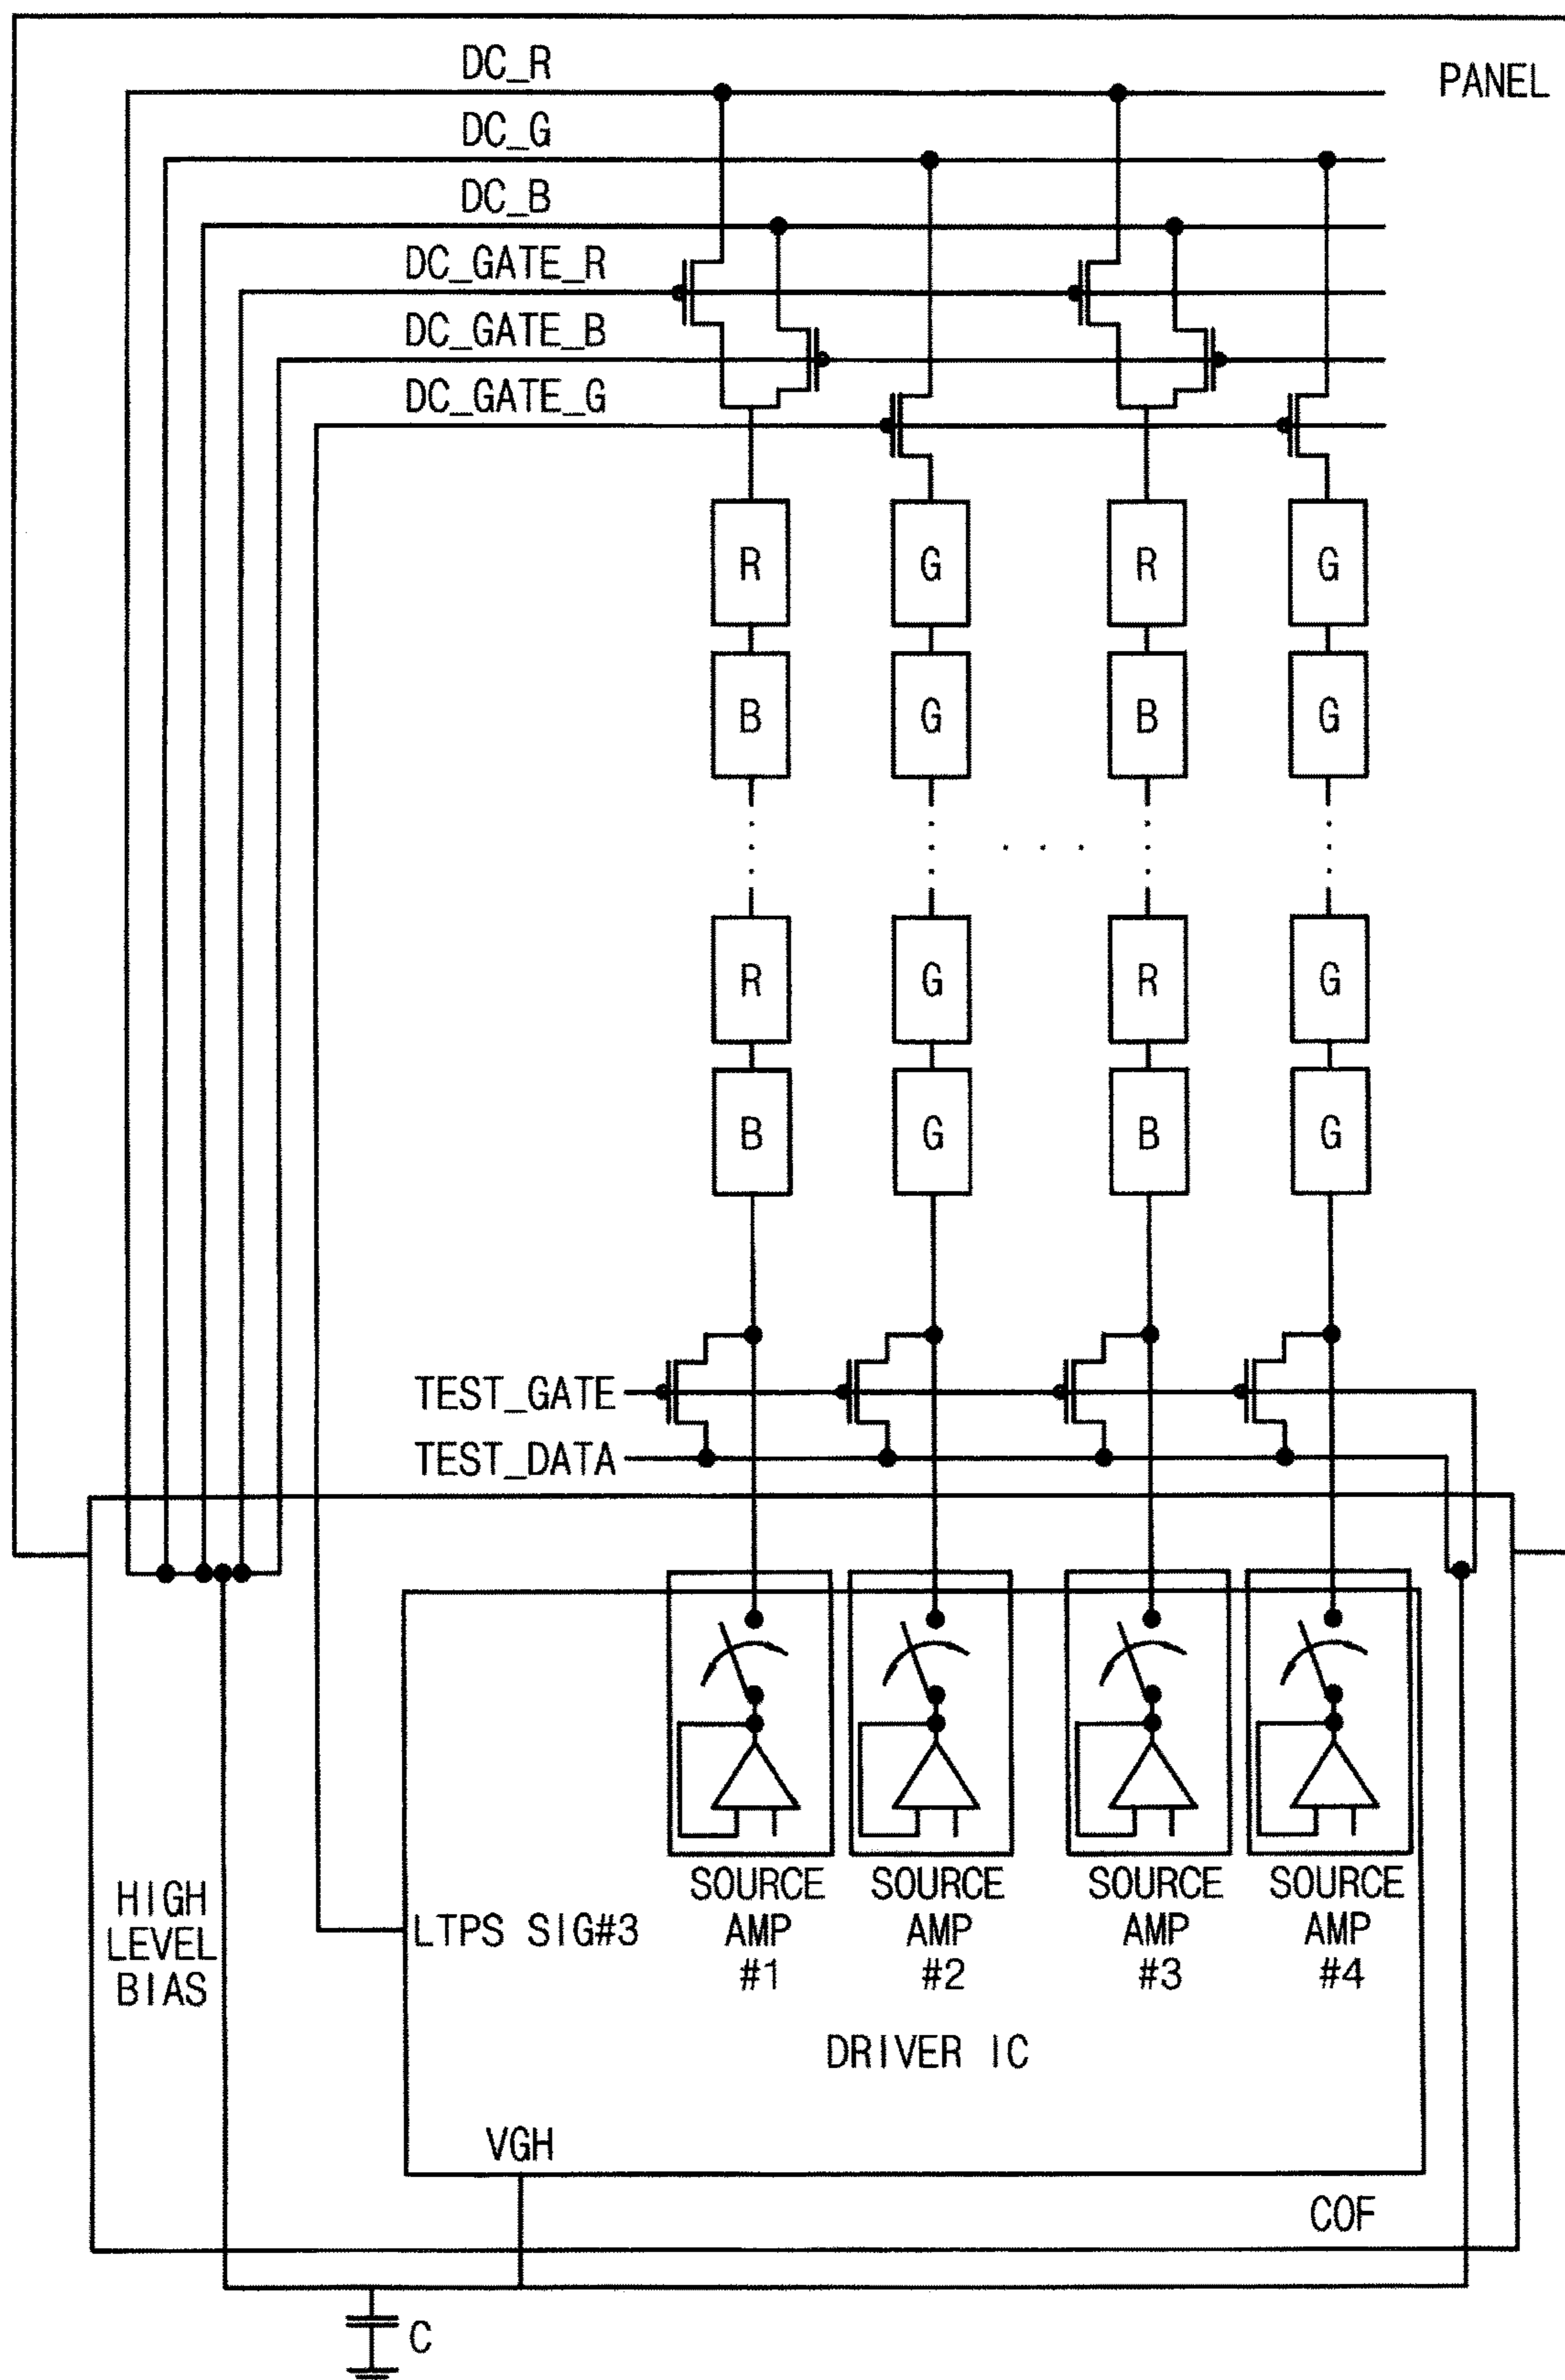 DC_R
PANEL
DC_G
DC_B
DC_GATE_R
DC_GATE_B
DC_GATE_G
R G R G
B G B G
R G R G
B G B G
TEST_GATE
TEST_DATA
HIGH
LEVEL
BIAS
LTPS SIG#3
SOURCE
AMP
#1
SOURCE
AMP
#2
SOURCE
AMP
#3
SOURCE
AMP
#4
DRIVER IC
VGH
COF
C